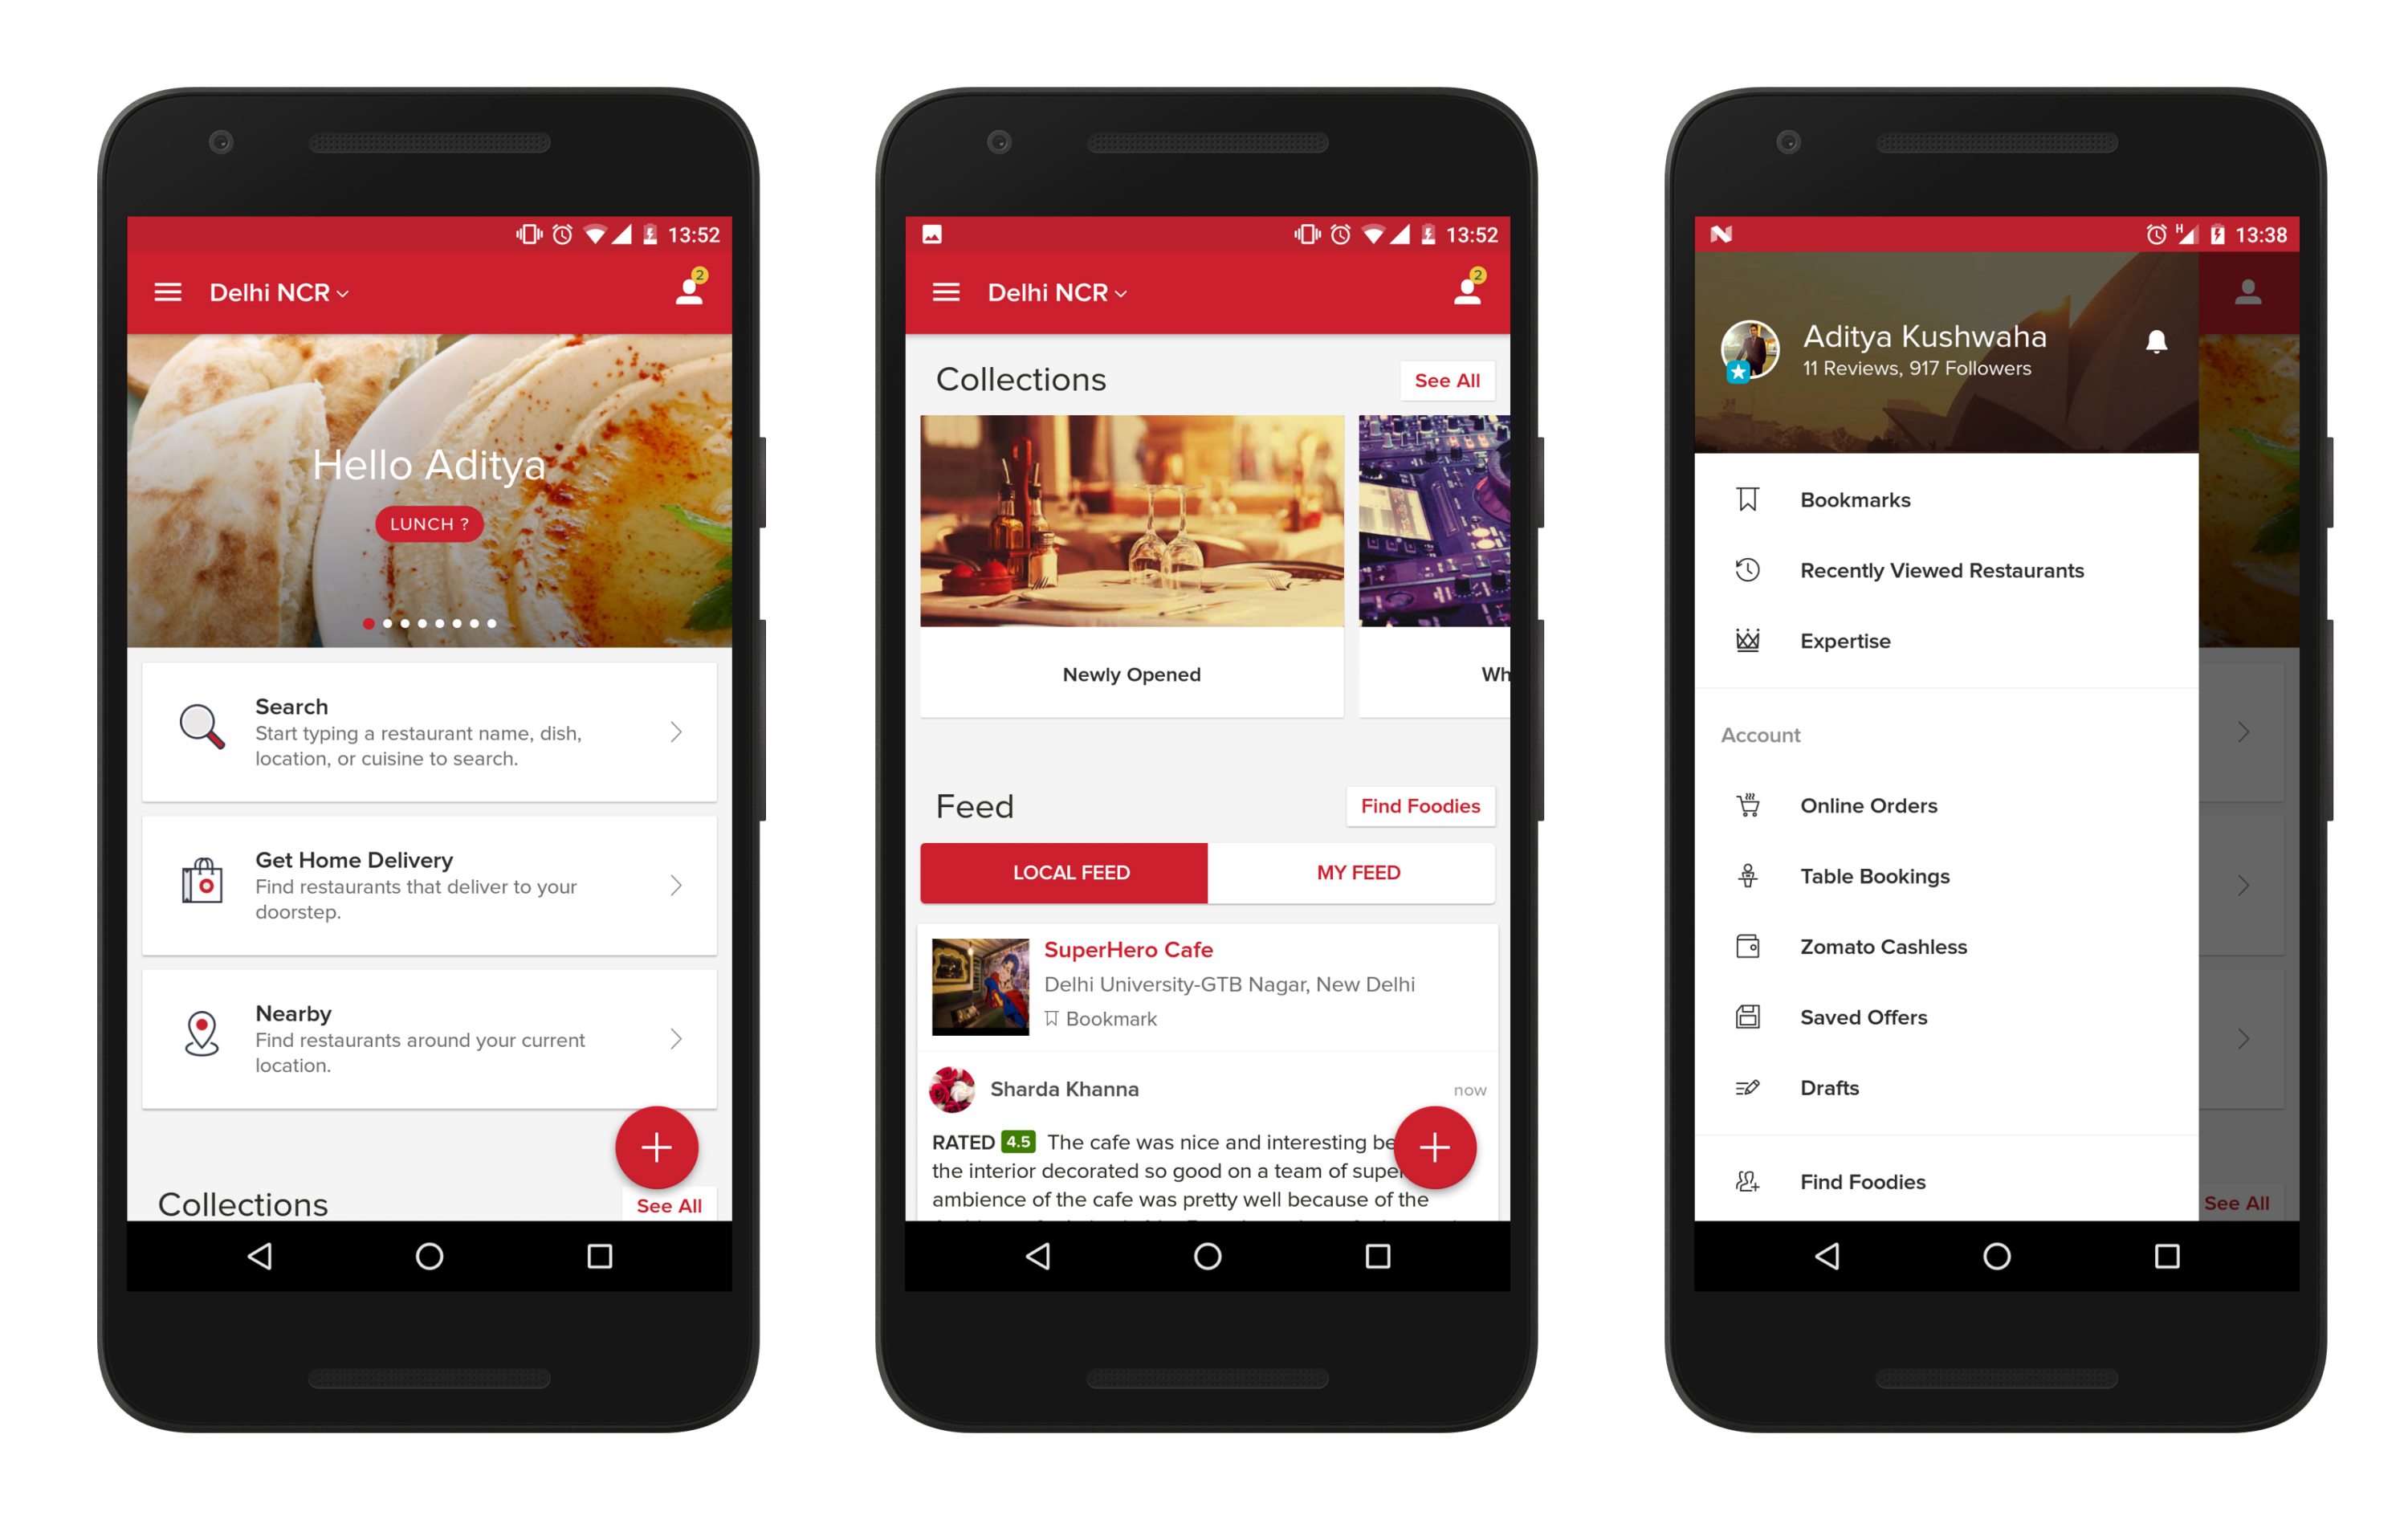 13:52
Delhi NCR
2
Hello Aditya
LUNCH ?
Search
Start typing a restaurant name, dish,
location, or cuisine to search.
Get Home Delivery
Find restaurants that deliver to your
doorstep.
Nearby
Find restaurants around your current
location.
Collections
See All
13:52
Delhi NCR
2
Collections
See All
Newly Opened
Wh
Feed
Find Foodies
LOCAL FEED
MY FEED
SuperHero Cafe
Delhi University-GTB Nagar, New Delhi
Bookmark
Sharda Khanna
now
RATED 4.5 The cafe was nice and interesting be
the interior decorated so good on a team of super
ambience of the cafe was pretty well because of the
H
13:38
Aditya Kushwaha
11 Reviews, 917 Followers
Bookmarks
Recently Viewed Restaurants
Expertise
Account
Online Orders
Table Bookings
Zomato Cashless
Saved Offers
Drafts
Find Foodies
See All